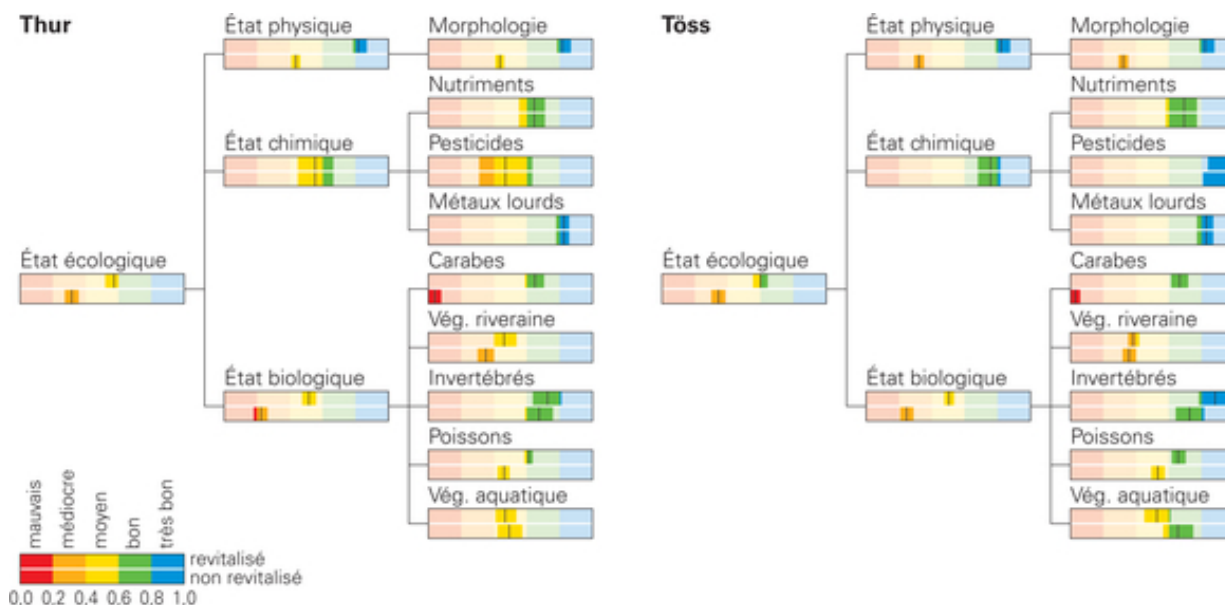 Thur
État physique
Morphologie
Nutriments
État chimique
Pesticides
Métaux lourds
État écologique
Carabes
Vég. riveraine
État biologique
Invertébrés
Poissons
Vég. aquatique
Töss
État physique
Morphologie
Nutriments
État chimique
Pesticides
Métaux lourds
État écologique
Carabes
Vég. riveraine
État biologique
Invertébrés
Poissons
Vég. aquatique
mauvais
médiocre
moyen
bon
très bon
revitalisé
non revitalisé
0.0 0.2 0.4 0.6 0.8 1.0